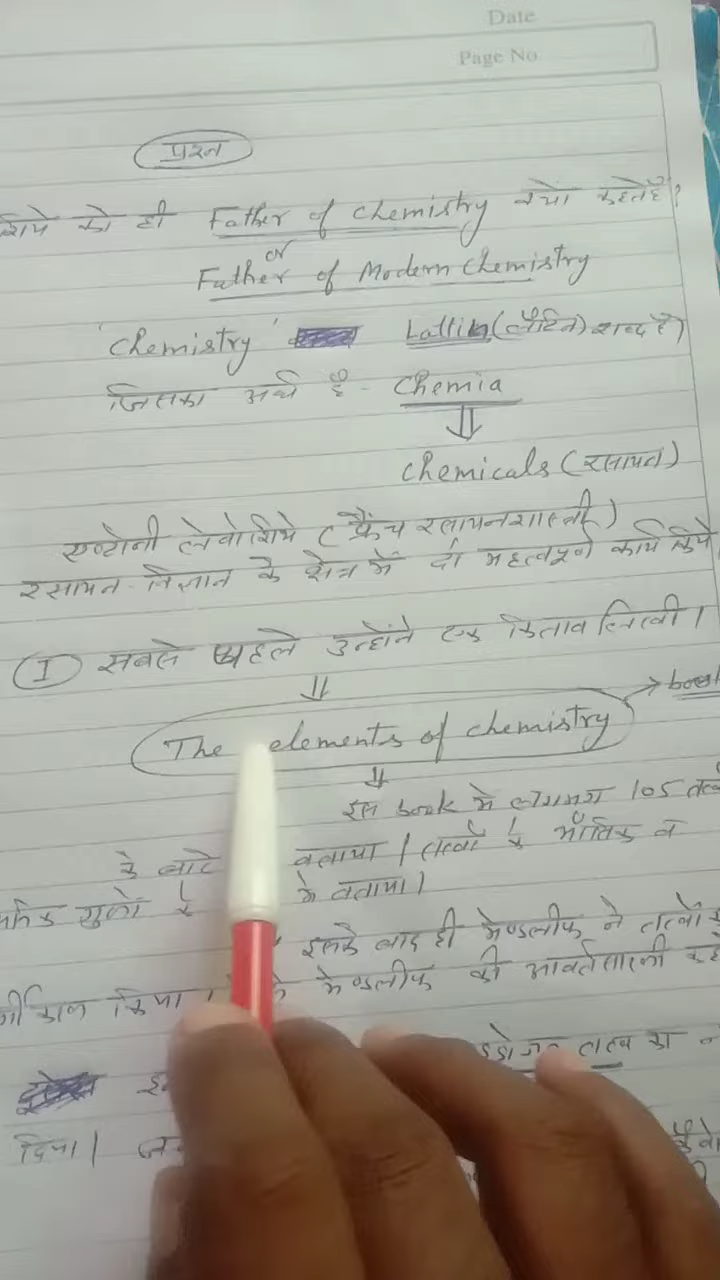 Date
Page No
प्रश्न
शिये को ही Father of chemistry क्यो कहते हैं?
or
Father of Modern Chemistry
'Chemistry' Lattin (लैटिन) शब्द है।
जिसका अर्थ है - Chemia
⇓
Chemicals (रसायन)
एण्टोनी लेवोशिये (फ्रैंच रसायनशास्त्री)
रसायन-विज्ञान के क्षेत्र में दो महत्वपूर्ण कार्य किये
(I) सबसे पहले उन्होंने एक किताब लिखी।
⇓ → book
The elements of chemistry
⇓
इस book मे लगभग 105
के बारे बताया। तत्वों के भौतिक व
गुणों के मे बताया।
इसके बाद ही मेण्डलीफ ने तत्वों
किया। मेण्डलीफ की आवर्तसारणी
तत्व का
दिया।